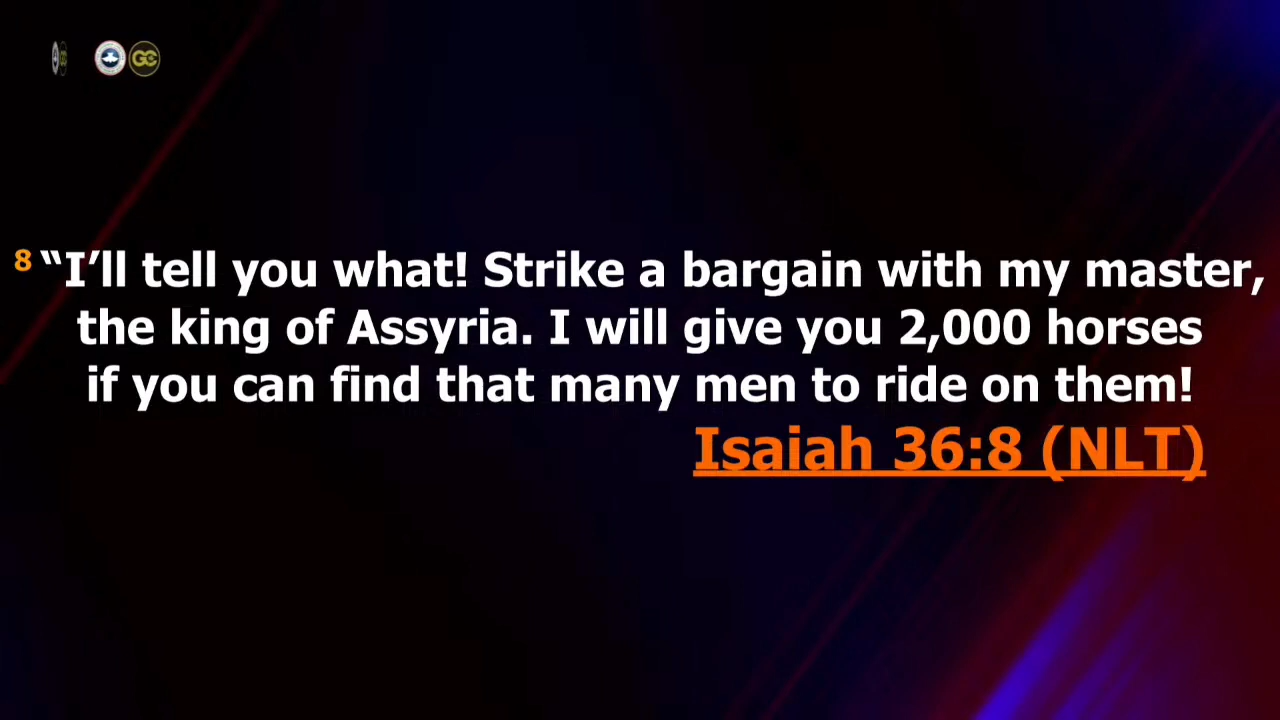 GC
8 “I’ll tell you what! Strike a bargain with my master,
the king of Assyria. I will give you 2,000 horses
if you can find that many men to ride on them!
Isaiah 36:8 (NLT)